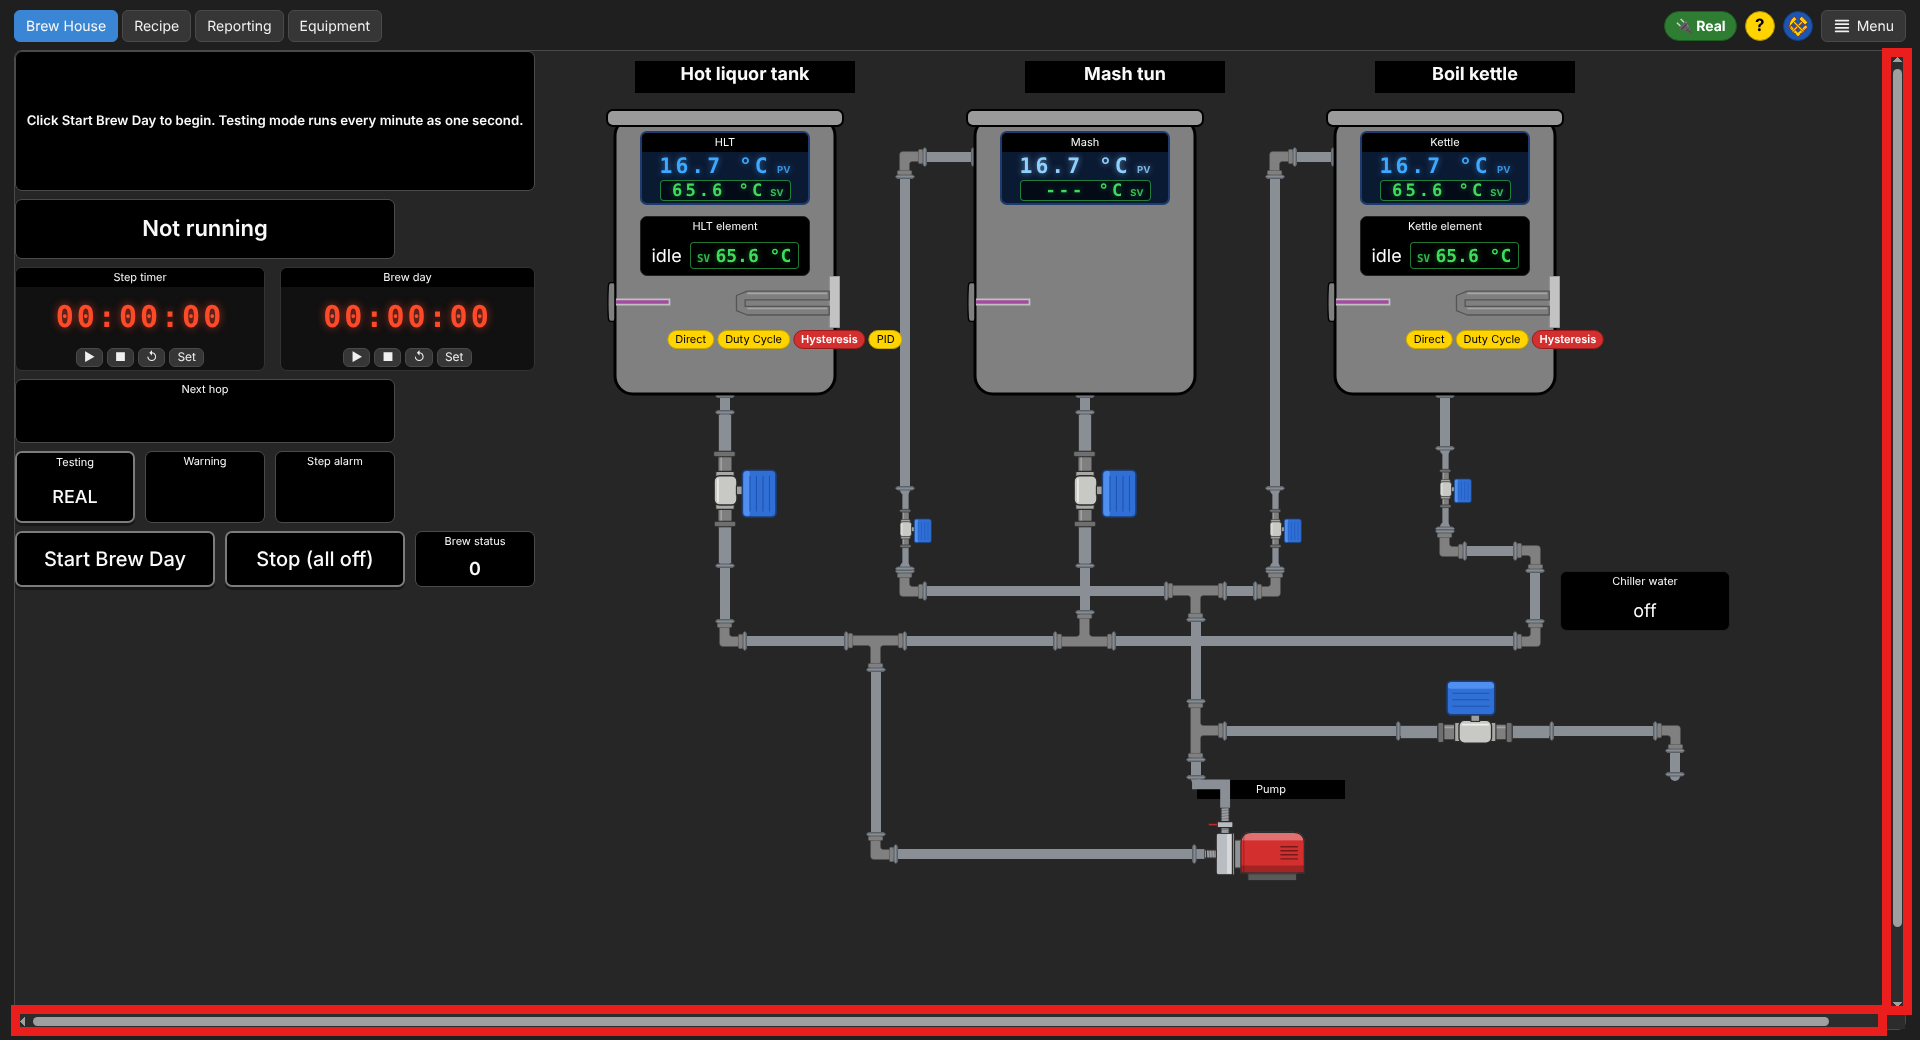 Brew House
Recipe
Reporting
Equipment
Real
?
Menu
Click Start Brew Day to begin. Testing mode runs every minute as one second.
Not running
Step timer
00:00:00
Set
Brew day
00:00:00
Set
Next hop
Testing
REAL
Warning
Step alarm
Start Brew Day
Stop (all off)
Brew status
0
Hot liquor tank
HLT
16.7 °C PV
65.6 °C SV
HLT element
idle
SV 65.6 °C
Direct
Duty Cycle
Hysteresis
PID
Mash tun
Mash
16.7 °C PV
--- °C SV
Boil kettle
Kettle
16.7 °C PV
65.6 °C SV
Kettle element
idle
SV 65.6 °C
Direct
Duty Cycle
Hysteresis
Chiller water
off
Pump